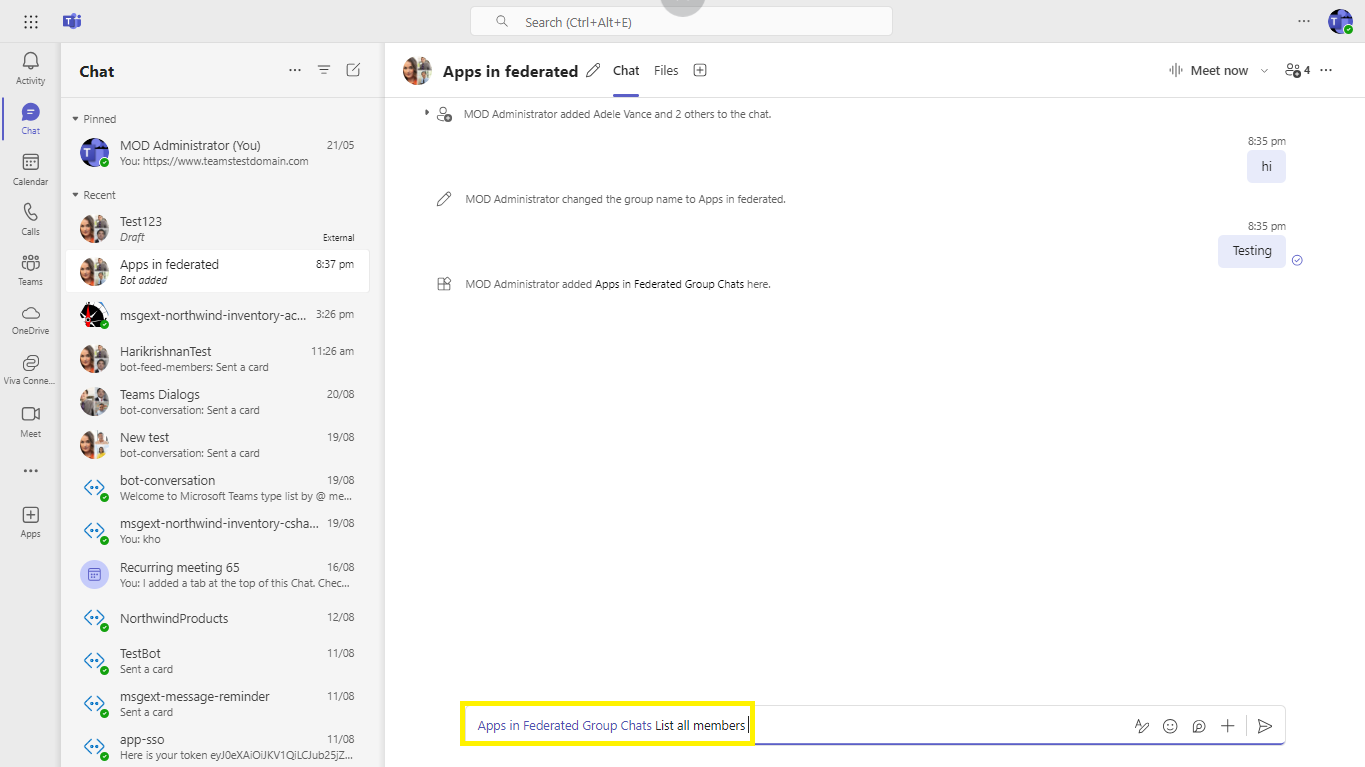 Search (Ctrl+Alt+E)
Activity
Chat
Calendar
Calls
Teams
OneDrive
Viva Conne...
Meet
Apps
Chat
Pinned
MOD Administrator (You) 21/05
You: https://www.teamstestdomain.com
Recent
Test123
Draft External
Apps in federated 8:37 pm
Bot added
msgext-northwind-inventory-ac... 3:26 pm
HarikrishnanTest 11:26 am
bot-feed-members: Sent a card
Teams Dialogs 20/08
bot-conversation: Sent a card
New test 19/08
bot-conversation: Sent a card
bot-conversation 19/08
Welcome to Microsoft Teams type list by @ me...
msgext-northwind-inventory-csha... 19/08
You: kho
Recurring meeting 65 16/08
You: I added a tab at the top of this Chat. Chec...
NorthwindProducts 12/08
TestBot 11/08
Sent a card
msgext-message-reminder 11/08
Sent a card
app-sso 11/08
Here is your token eyJ0eXAiOiJKV1QiLCJub25jZ...
Apps in federated Chat Files Meet now 4
MOD Administrator added Adele Vance and 2 others to the chat.
8:35 pm
hi
MOD Administrator changed the group name to Apps in federated.
8:35 pm
Testing
MOD Administrator added Apps in Federated Group Chats here.
Apps in Federated Group Chats List all members